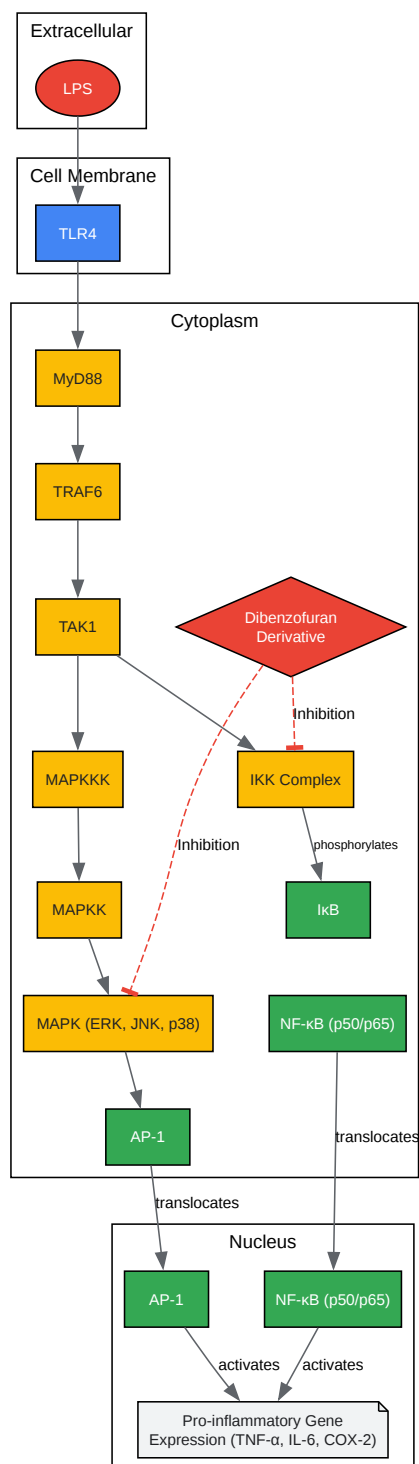 Extracellular
LPS
Cell Membrane
TLR4
Cytoplasm
MyD88
TRAF6
TAK1
Dibenzofuran
Derivative
Inhibition
MAPKKK
IKK Complex
Inhibition
phosphorylates
MAPKK
IκB
MAPK (ERK, JNK, p38)
NF-κB (p50/p65)
AP-1
translocates
translocates
Nucleus
AP-1
NF-κB (p50/p65)
activates
activates
Pro-inflammatory Gene
Expression (TNF-α, IL-6, COX-2)